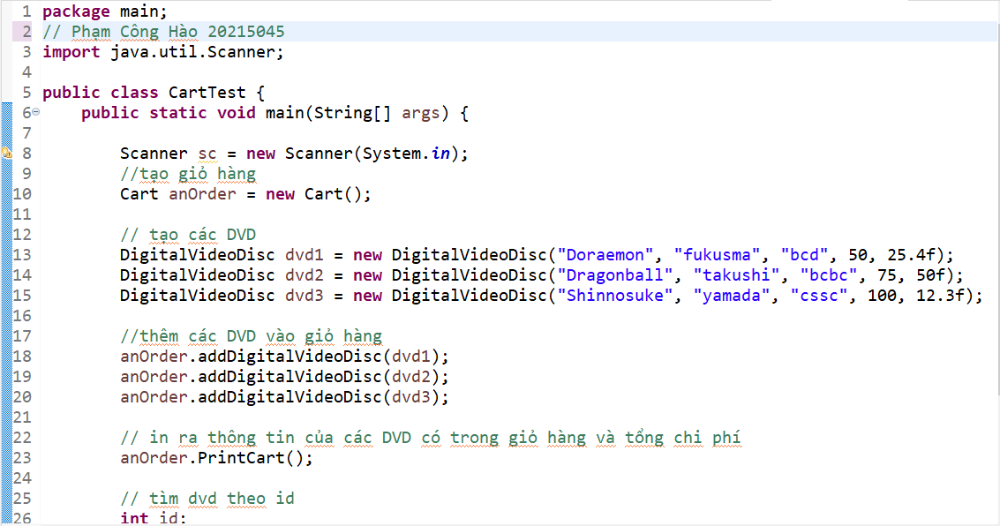 1 package main;
2 // Phạm Công Hào 20215045
3 import java.util.Scanner;
4
5 public class CartTest {
6 public static void main(String[] args) {
7
8 Scanner sc = new Scanner(System.in);
9 //tạo giỏ hàng
10 Cart anOrder = new Cart();
11
12 // tạo các DVD
13 DigitalVideoDisc dvd1 = new DigitalVideoDisc("Doraemon", "fukusma", "bcd", 50, 25.4f);
14 DigitalVideoDisc dvd2 = new DigitalVideoDisc("Dragonball", "takushi", "bcbc", 75, 50f);
15 DigitalVideoDisc dvd3 = new DigitalVideoDisc("Shinnosuke", "yamada", "cssc", 100, 12.3f);
16
17 //thêm các DVD vào giỏ hàng
18 anOrder.addDigitalVideoDisc(dvd1);
19 anOrder.addDigitalVideoDisc(dvd2);
20 anOrder.addDigitalVideoDisc(dvd3);
21
22 // in ra thông tin của các DVD có trong giỏ hàng và tổng chi phí
23 anOrder.PrintCart();
24
25 // tìm dvd theo id
26 int id;